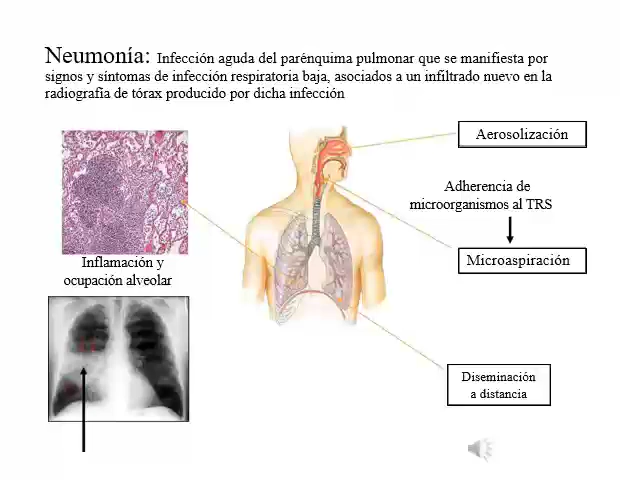 Neumonía: Infección aguda del parénquima pulmonar que se manifiesta por
signos y síntomas de infección respiratoria baja, asociados a un infiltrado nuevo en la
radiografía de tórax producido por dicha infección
Aerosolización
Adherencia de
microorganismos al TRS
Microaspiración
Inflamación y
ocupación alveolar
Diseminación
a distancia